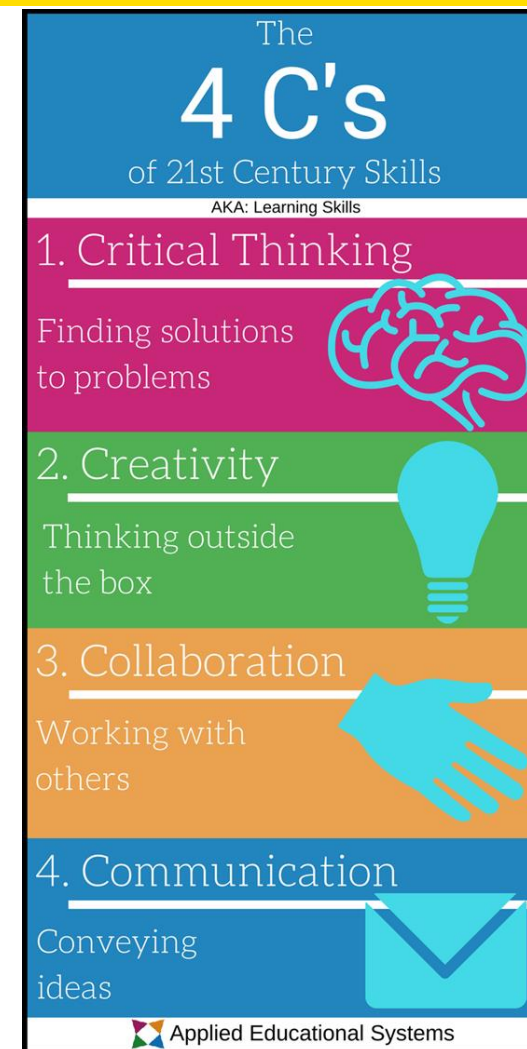 The
4 C's
of 21st Century Skills
AKA: Learning Skills
1. Critical Thinking
Finding solutions
to problems
2. Creativity
Thinking outside
the box
3. Collaboration
Working with
others
4. Communication
Conveying
ideas
Applied Educational Systems